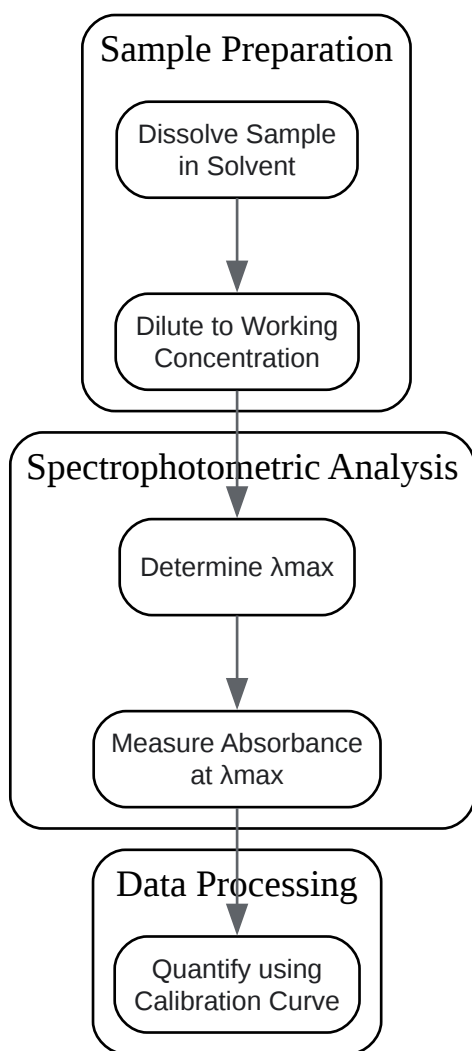 Sample Preparation
Dissolve Sample
in Solvent
Dilute to Working
Concentration
Spectrophotometric Analysis
Determine λmax
Measure Absorbance
at λmax
Data Processing
Quantify using
Calibration Curve